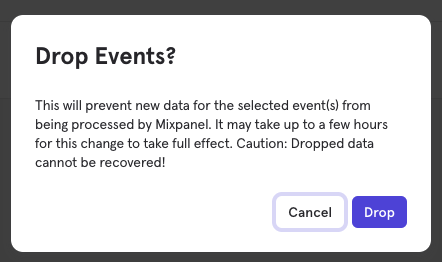 Drop Events?
This will prevent new data for the selected event(s) from
being processed by Mixpanel. It may take up to a few hours
for this change to take full effect. Caution: Dropped data
cannot be recovered!
Cancel Drop